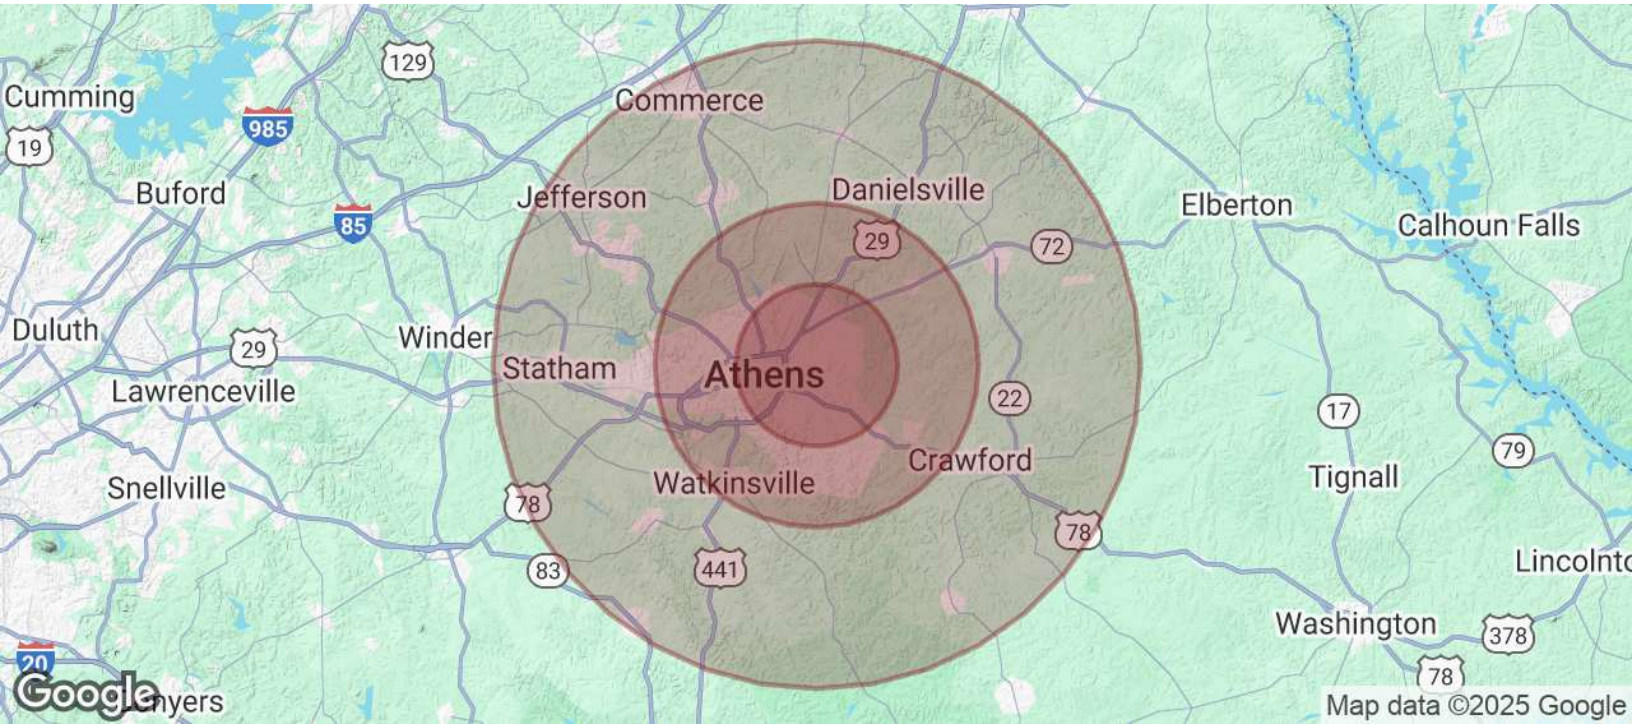 129
Cumming
Commerce
985
19
Buford
Jefferson
Danielsville
Elberton
85
Calhoun Falls
29
72
Duluth
Winder
29
Statham
Athens
Lawrenceville
22
17
79
Crawford
Tignall
Snellville
Watkinsville
78
78
441
83
Lincolnto
Washington
378
20
78
Google
nyers
Map data ©2025 Google